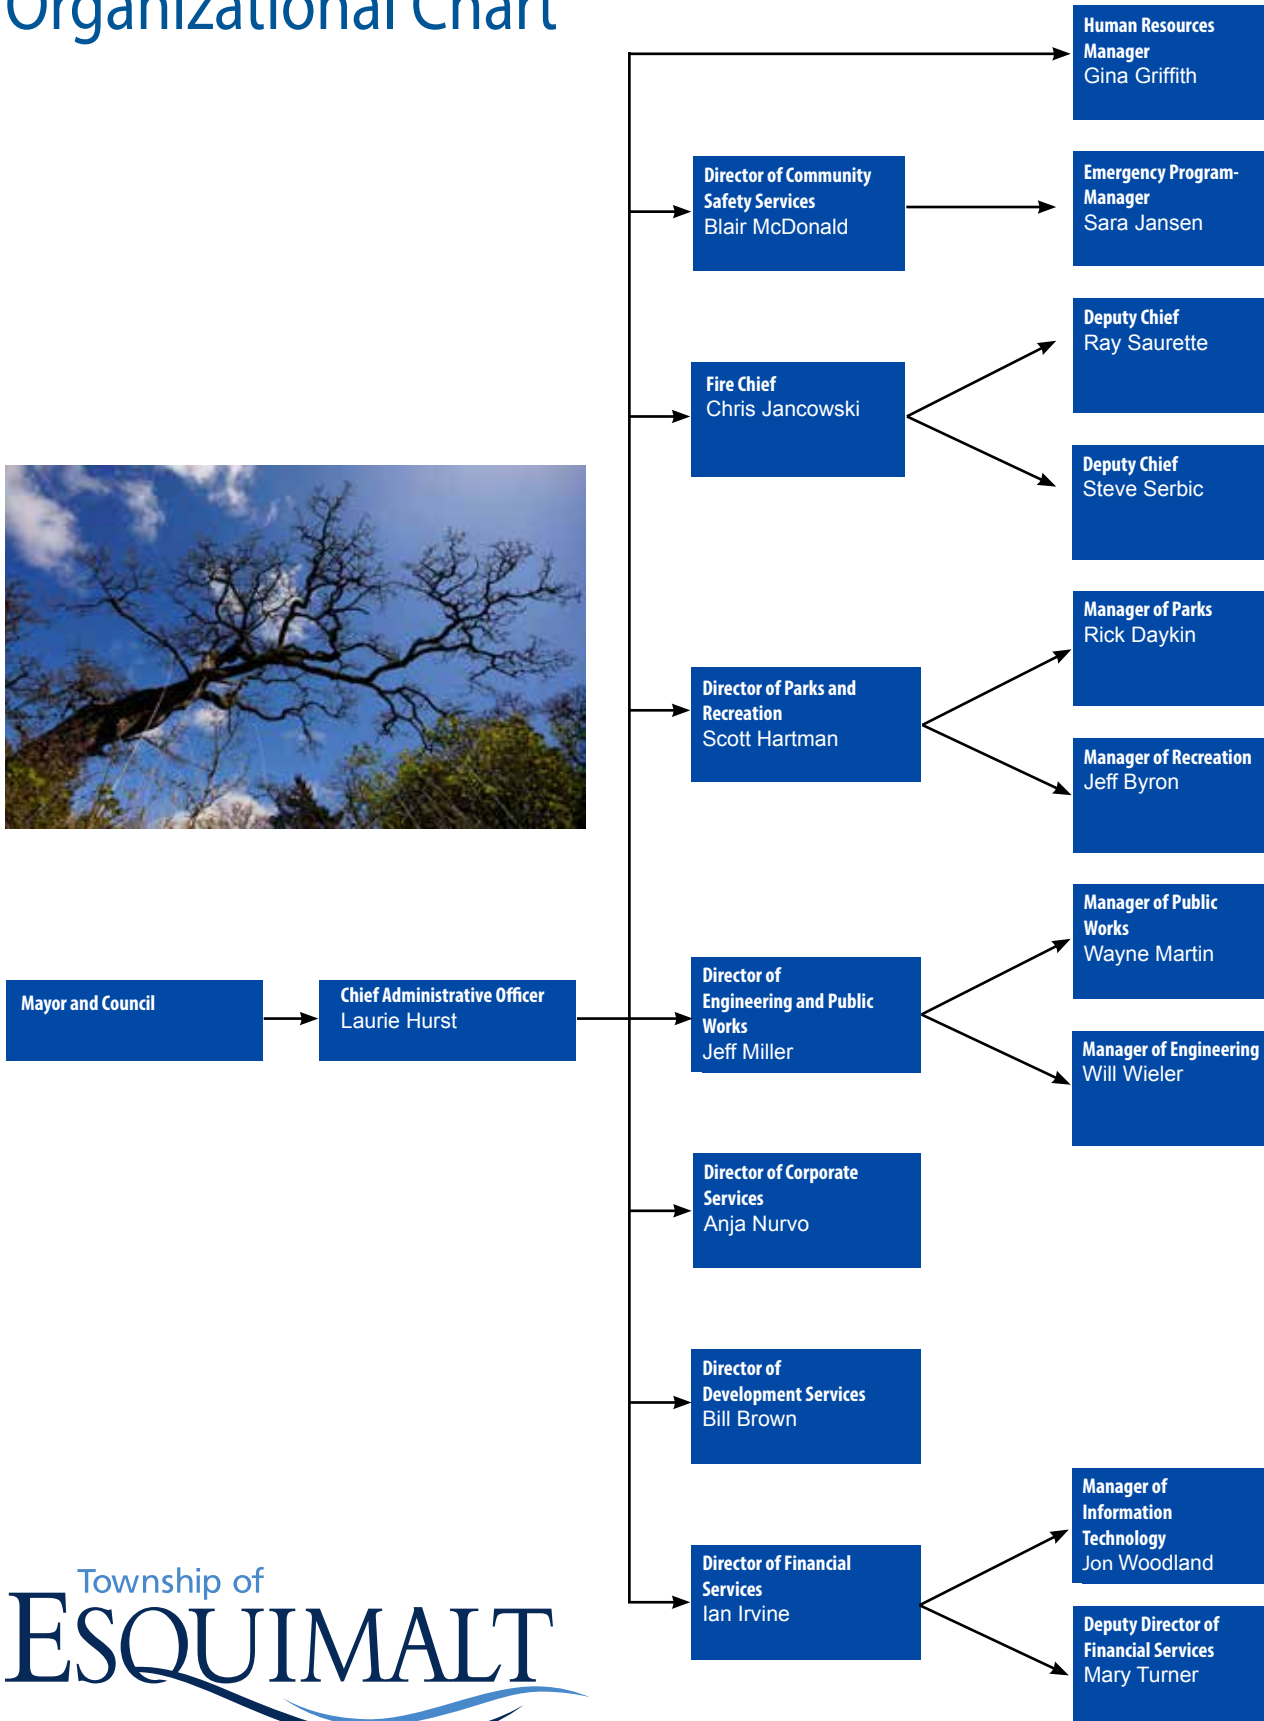 Organizational Chart
Human Resources
Manager
Gina Griffith
Director of Community
Safety Services
Blair McDonald
Emergency Program-
Manager
Sara Jansen
Fire Chief
Chris Jancowski
Deputy Chief
Ray Saurette
Deputy Chief
Steve Serbic
Director of Parks and
Recreation
Scott Hartman
Manager of Parks
Rick Daykin
Manager of Recreation
Jeff Byron
Mayor and Council
Chief Administrative Officer
Laurie Hurst
Director of
Engineering and Public
Works
Jeff Miller
Manager of Public
Works
Wayne Martin
Manager of Engineering
Will Wieler
Director of Corporate
Services
Anja Nurvo
Director of
Development Services
Bill Brown
Director of Financial
Services
Ian Irvine
Manager of
Information
Technology
Jon Woodland
Deputy Director of
Financial Services
Mary Turner
Township of
ESQUIMALT